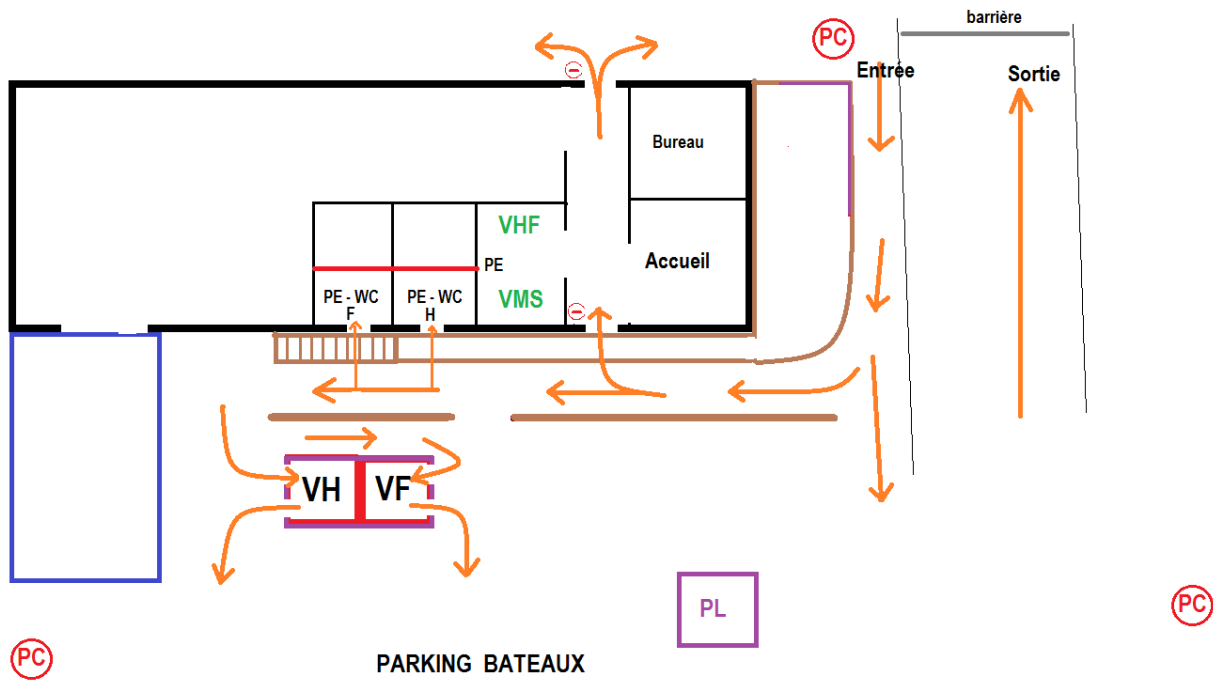 barrière
PC
Entrée
Sortie
Bureau
VHF
Accueil
PE
PE - WC
F
PE - WC
H
VMS
VH
VF
PL
PC
PC
PARKING BATEAUX